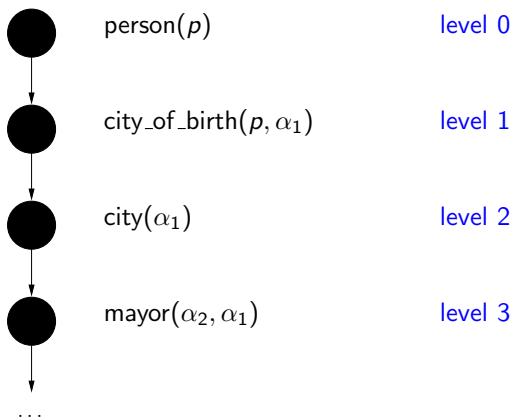 person(p) level 0
city_of_birth(p, α₁) level 1
city(α₁) level 2
mayor(α₂, α₁) level 3
...